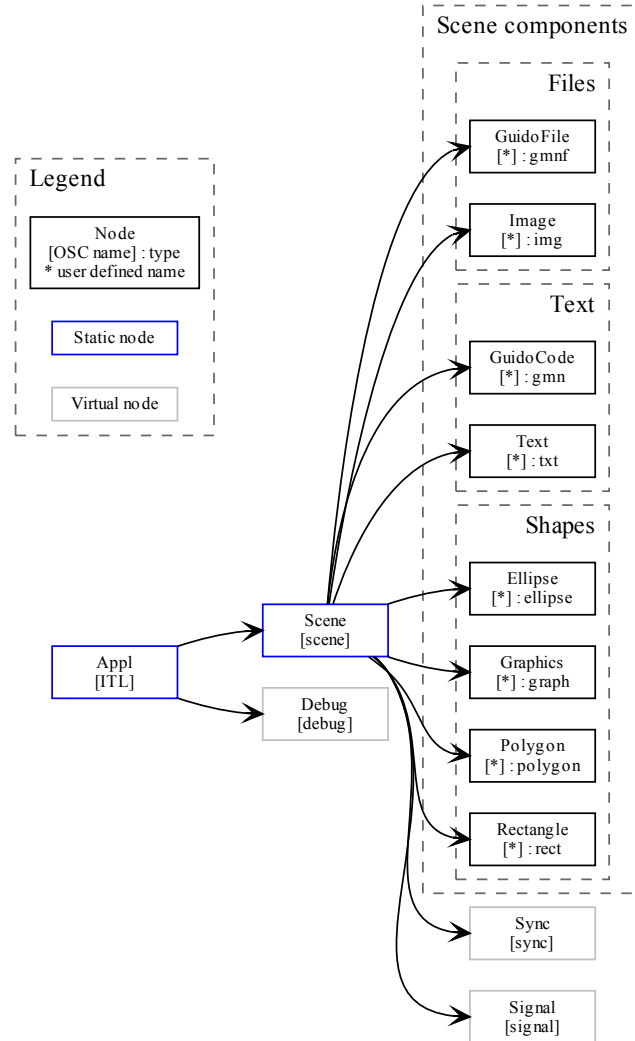 Scene components
Files
GuidoFile
[*] : gmnf
Image
[*] : img
Legend
Node
[OSC name] : type
* user defined name
Static node
Virtual node
Text
GuidoCode
[*] : gmn
Text
[*] : txt
Shapes
Ellipse
[*] : ellipse
Scene
[scene]
Appl
[ITL]
Graphics
[*] : graph
Debug
[debug]
Polygon
[*] : polygon
Rectangle
[*] : rect
Sync
[sync]
Signal
[signal]